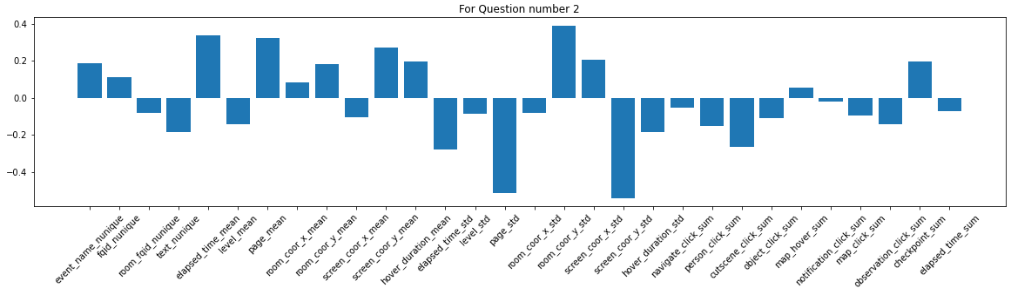 For Question number 2
0.4
0.2
0.0
−0.2
−0.4
event_name_nunique
fqid_nunique
room_fqid_nunique
text_nunique
elapsed_time_mean
level_mean
page_mean
room_coor_x_mean
room_coor_y_mean
screen_coor_x_mean
screen_coor_y_mean
hover_duration_mean
elapsed_time_std
level_std
page_std
room_coor_x_std
room_coor_y_std
screen_coor_x_std
screen_coor_y_std
hover_duration_std
navigate_click_sum
person_click_sum
cutscene_click_sum
object_click_sum
map_hover_sum
notification_click_sum
map_click_sum
observation_click_sum
checkpoint_sum
elapsed_time_sum